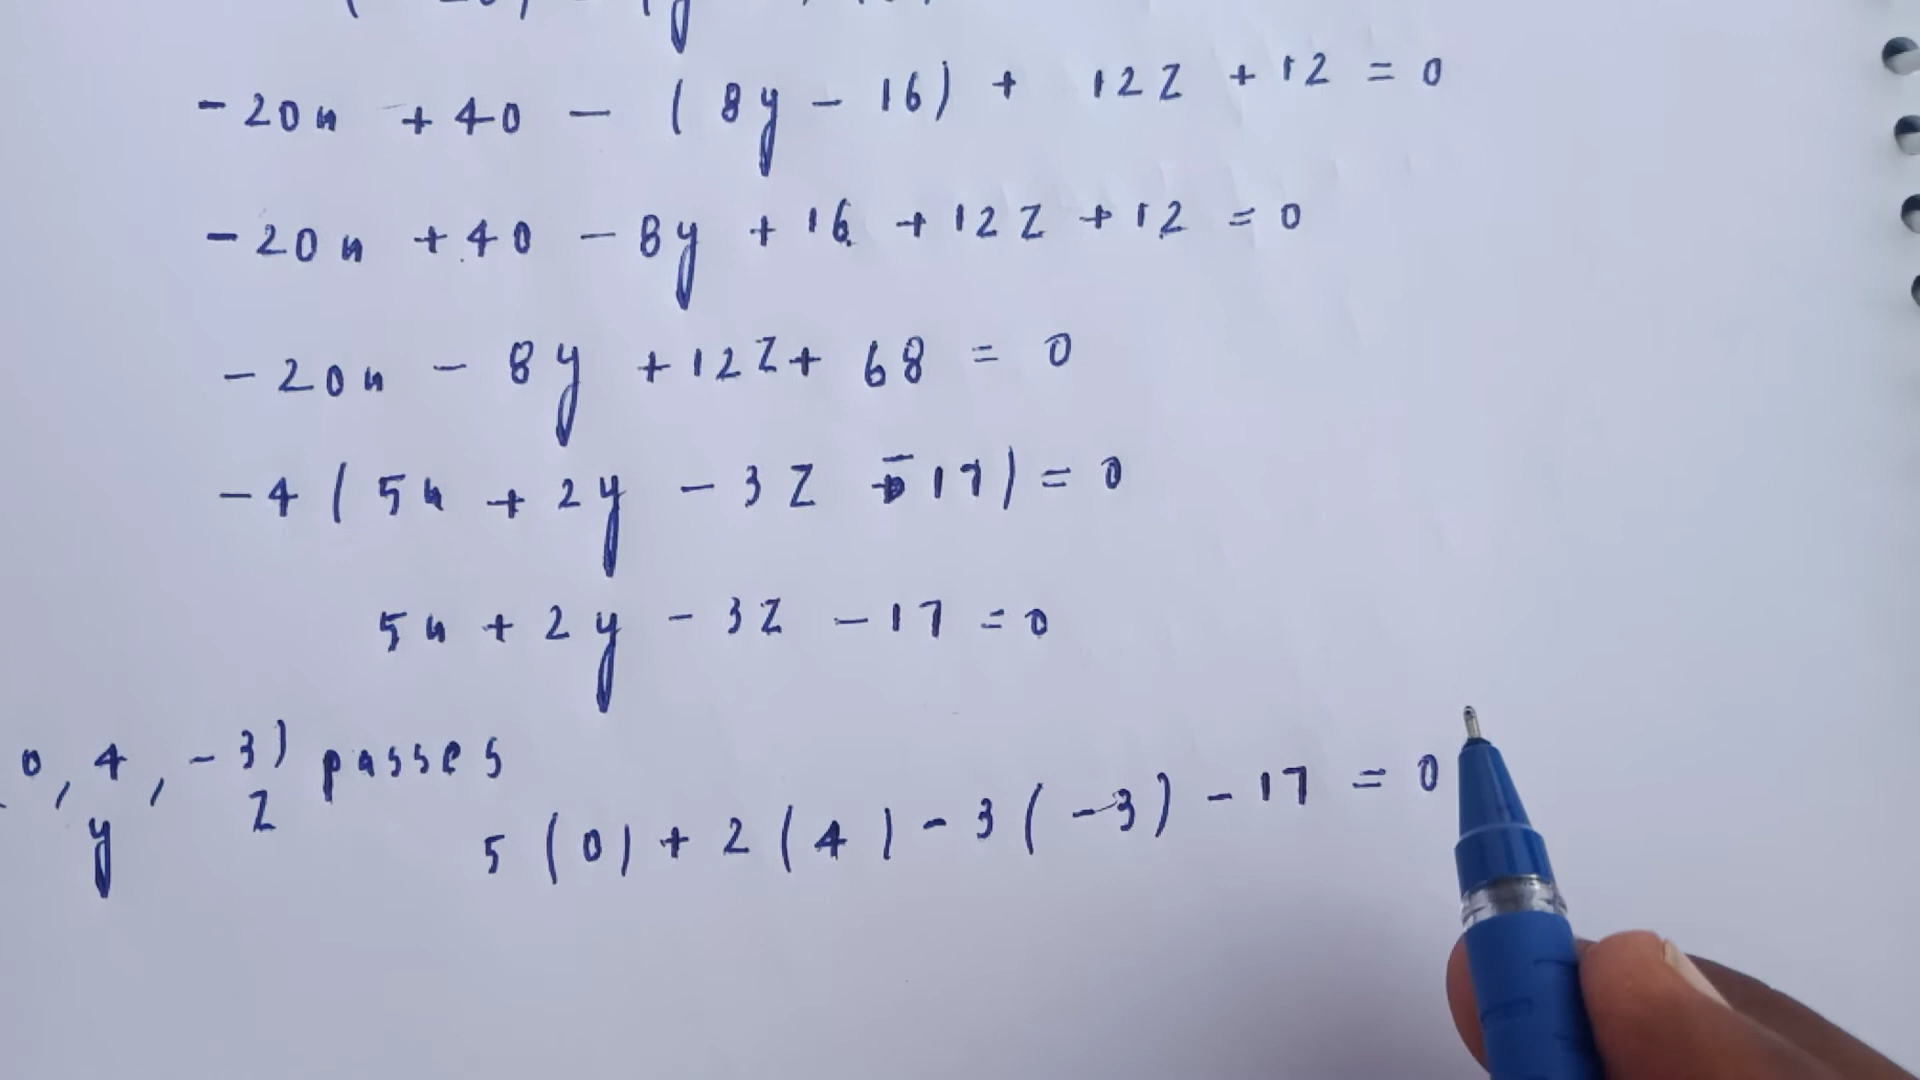 -20x + 40 - (8y - 16) + 12z + 12 = 0
-20x + 40 - 8y + 16 + 12z + 12 = 0
-20x - 8y + 12z + 68 = 0
-4(5x + 2y - 3z - 17) = 0
5x + 2y - 3z - 17 = 0
0, 4, -3) passes
y z
5(0) + 2(4) - 3(-3) - 17 = 0